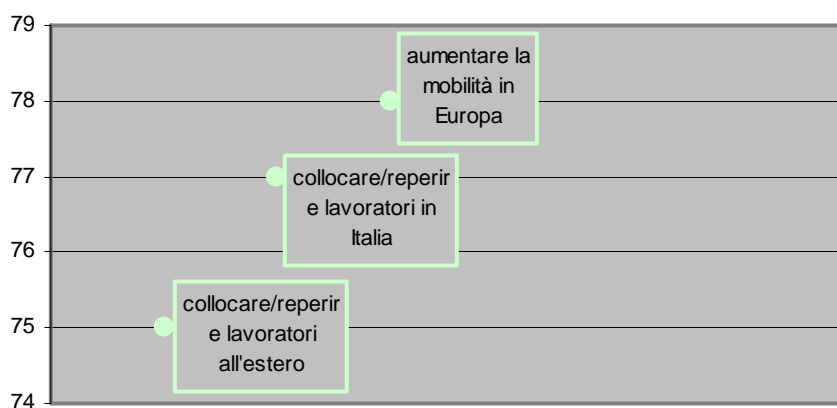 79
78
77
76
75
74
aumentare la
mobilità in
Europa
collocare/reperir
e lavoratori in
Italia
collocare/reperir
e lavoratori
all'estero